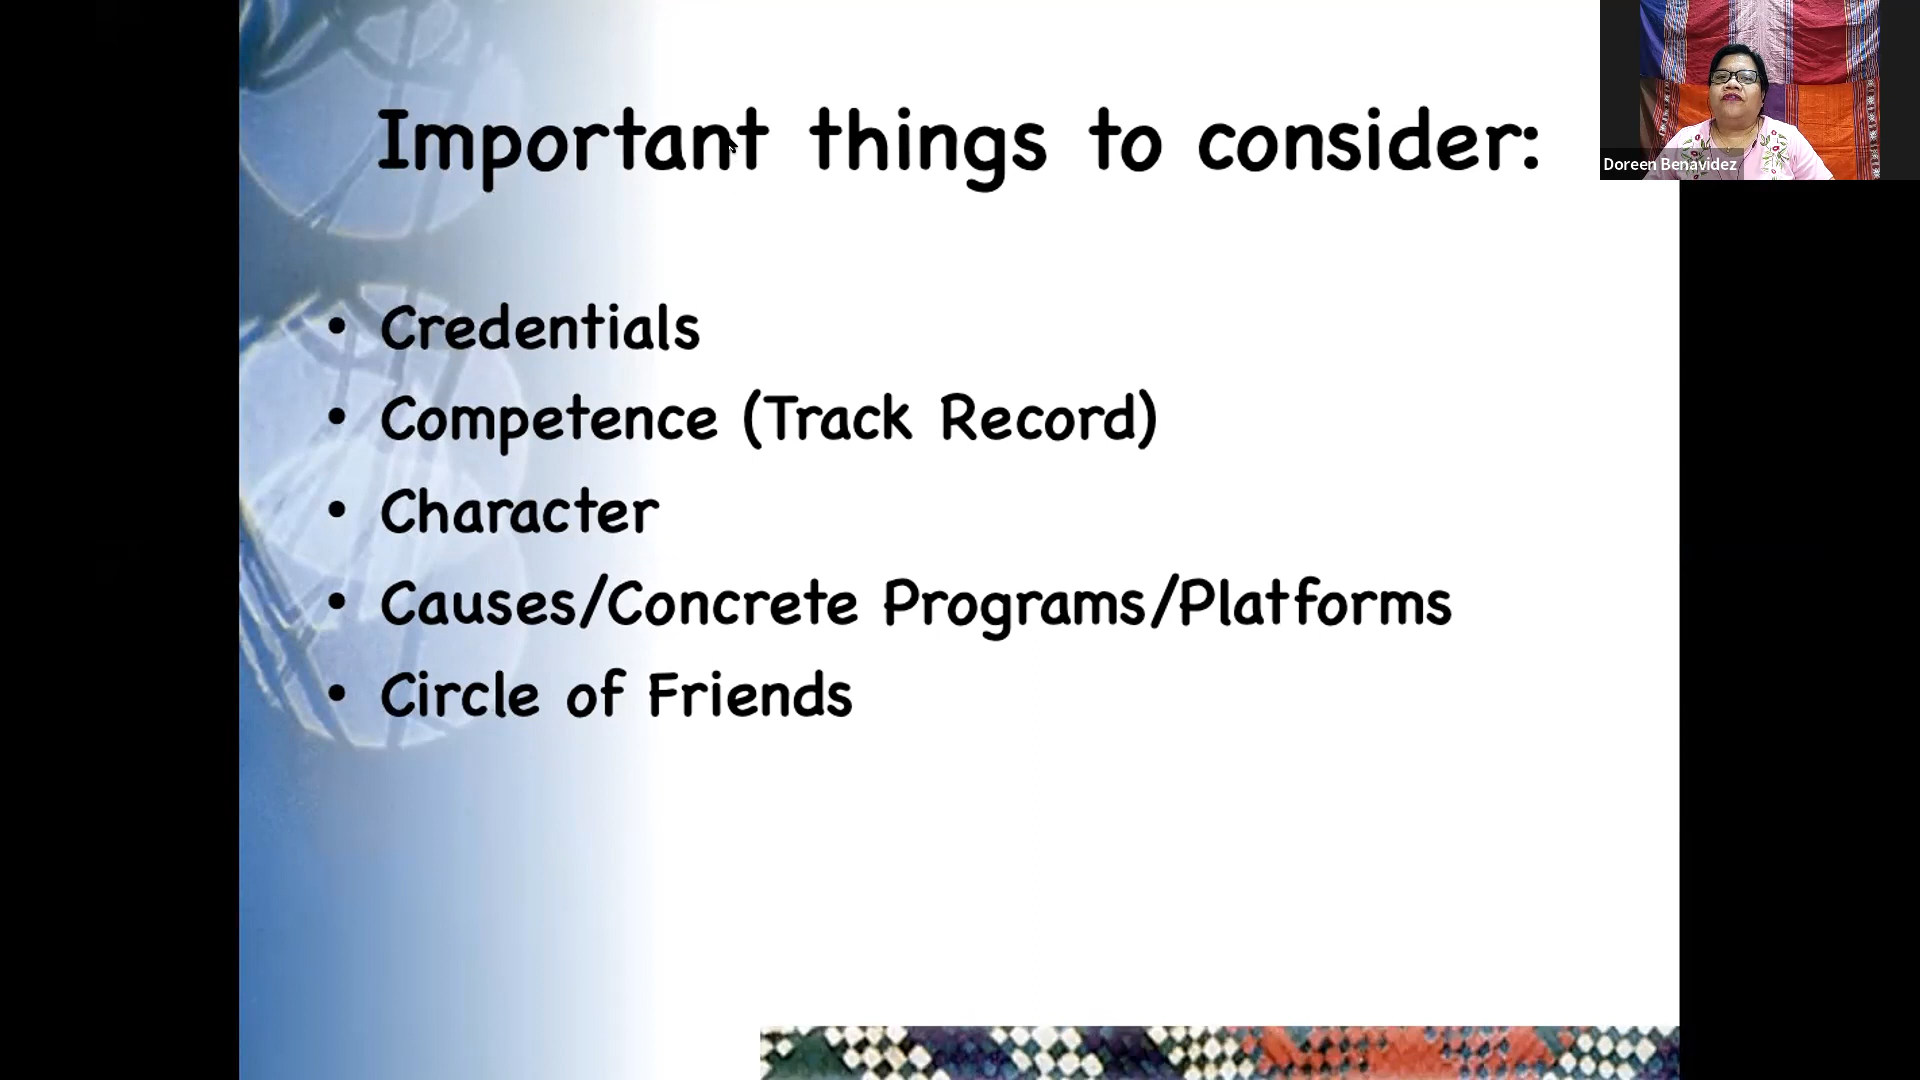 Important things to consider:
Doreen Benavidez
• Credentials
• Competence (Track Record)
• Character
• Causes/Concrete Programs/Platforms
• Circle of Friends